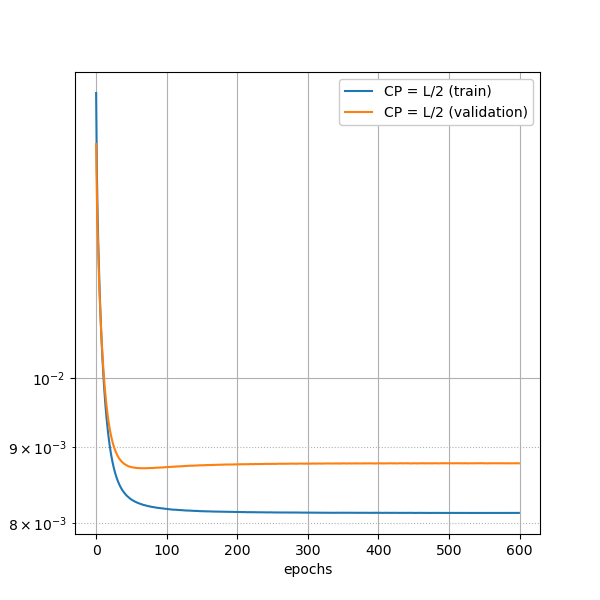 CP = L/2 (train)
CP = L/2 (validation)
10⁻²
9 × 10⁻³
8 × 10⁻³
0 100 200 300 400 500 600
epochs